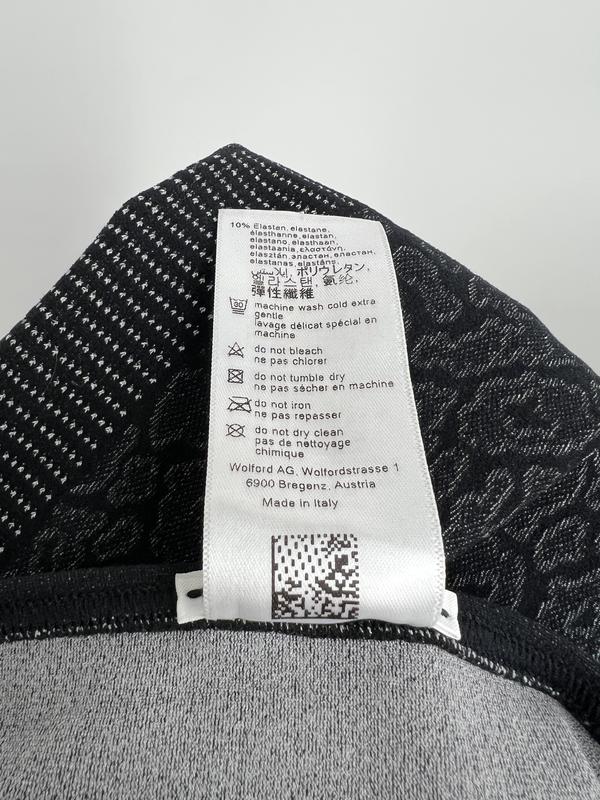 10% Elastan, elastane,
élasthanne, elastan,
elastano, elasthaan,
elastaania, ελαστάνη,
elasztán, эластан, еластан,
elastanas, elastāns,
ポリウレタン,
엘라스탠, 氨纶,
彈性纖維
30
machine wash cold extra
gentle
lavage délicat spécial en
machine
do not bleach
ne pas chlorer
do not tumble dry
ne pas sécher en machine
do not iron
ne pas repasser
do not dry clean
pas de nettoyage
chimique
Wolford AG, Wolfordstrasse 1
6900 Bregenz, Austria
Made in Italy